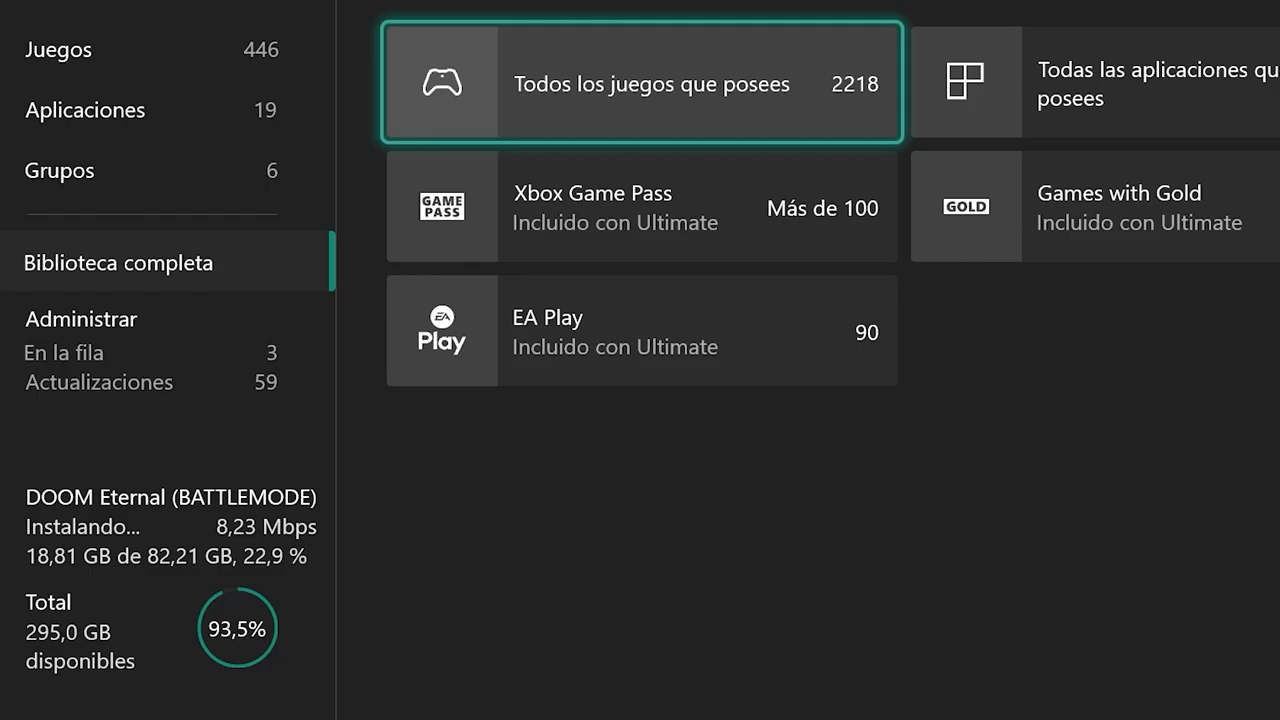 Juegos 446
Aplicaciones 19
Grupos 6
Biblioteca completa
Administrar
En la fila 3
Actualizaciones 59
DOOM Eternal (BATTLEMODE)
Instalando... 8,23 Mbps
18,81 GB de 82,21 GB, 22,9 %
Total
295,0 GB
disponibles
93,5%
Todos los juegos que posees 2218
Todas las aplicaciones qu
posees
GAME
PASS
Xbox Game Pass
Incluido con Ultimate
Más de 100
GOLD
Games with Gold
Incluido con Ultimate
EA
Play
EA Play
Incluido con Ultimate
90